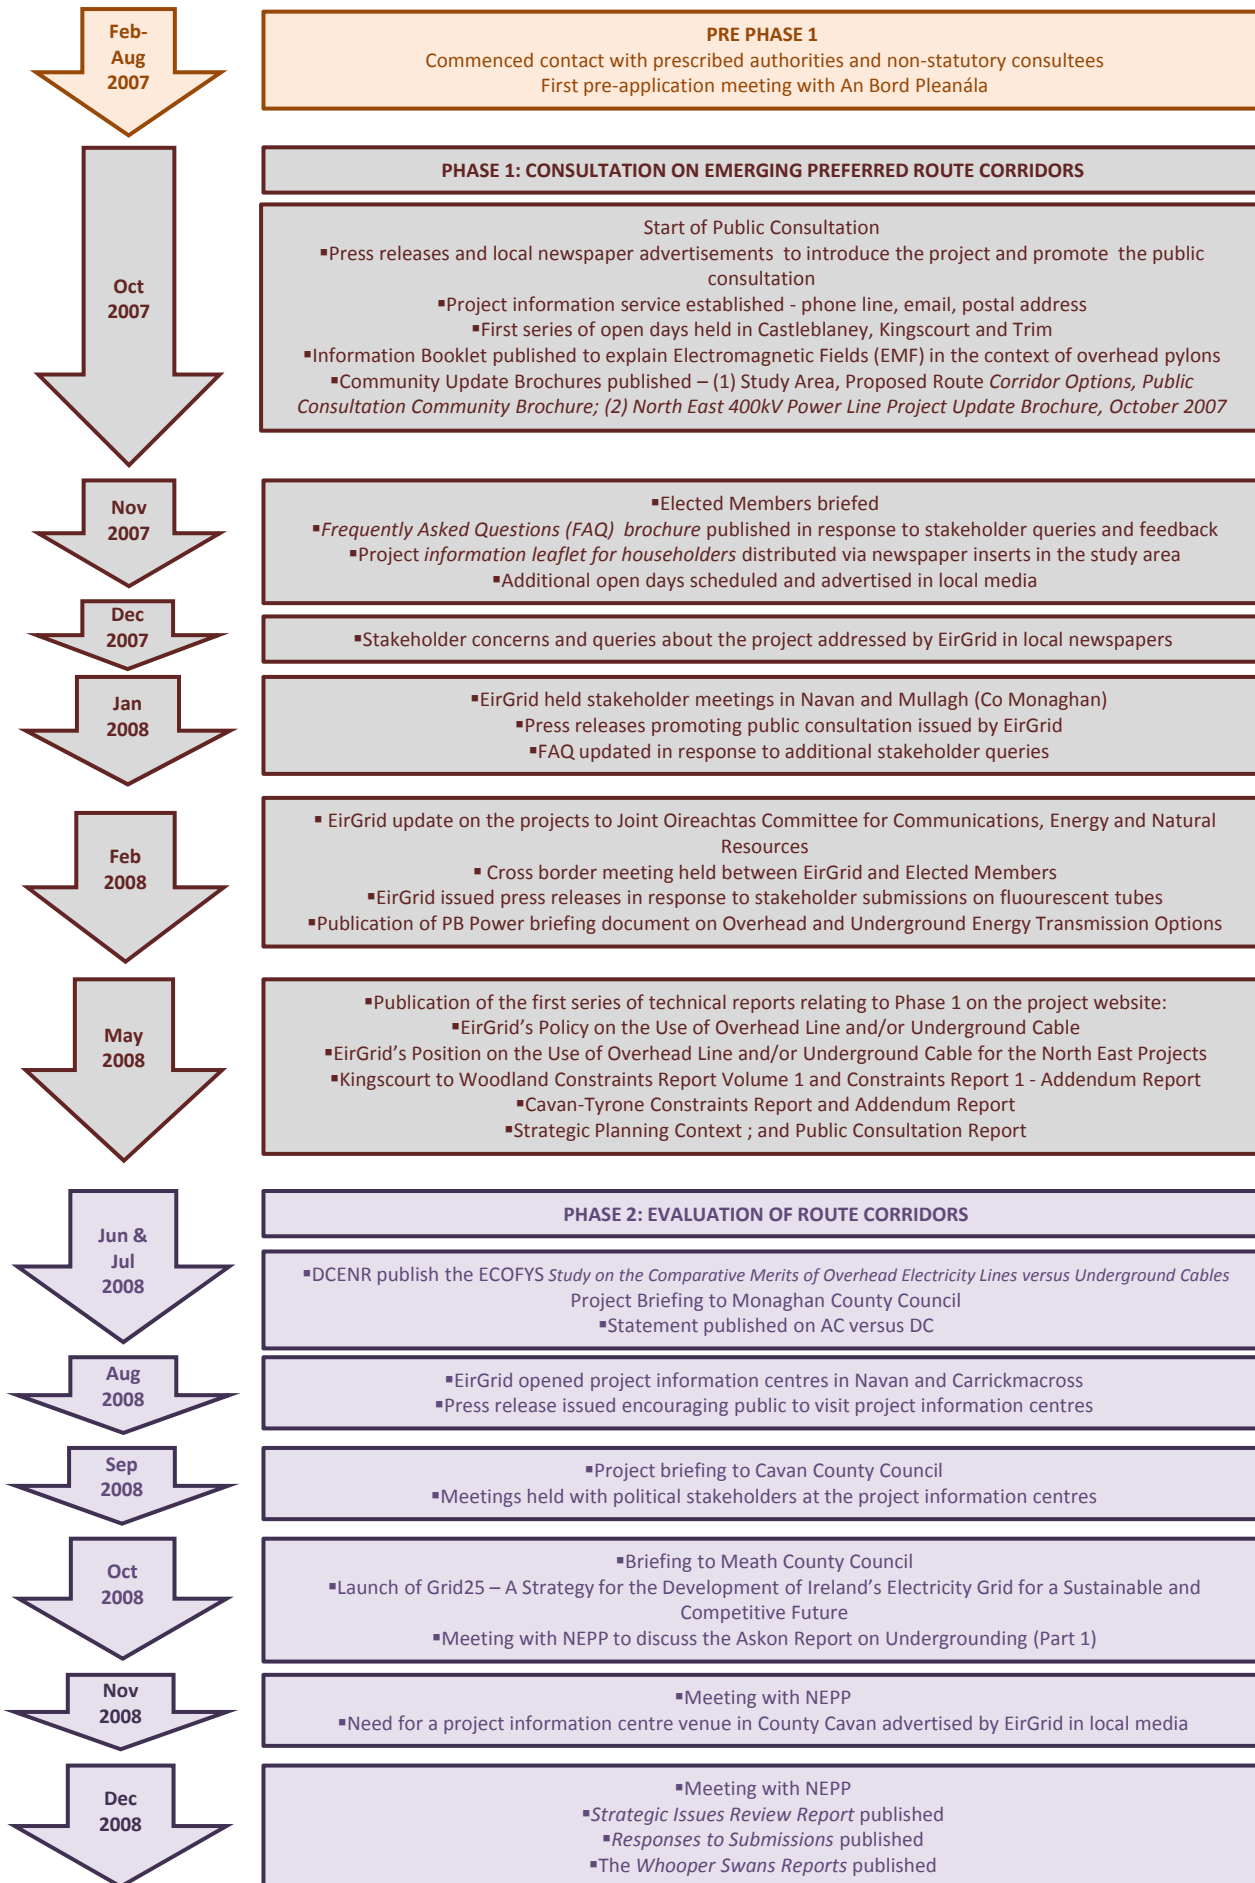 Feb-
Aug
2007
PRE PHASE 1
Commenced contact with prescribed authorities and non-statutory consultees
First pre-application meeting with An Bord Pleanála
Oct
2007
PHASE 1: CONSULTATION ON EMERGING PREFERRED ROUTE CORRIDORS
Start of Public Consultation
▪Press releases and local newspaper advertisements to introduce the project and promote the public
consultation
▪Project information service established - phone line, email, postal address
▪First series of open days held in Castleblaney, Kingscourt and Trim
▪Information Booklet published to explain Electromagnetic Fields (EMF) in the context of overhead pylons
▪Community Update Brochures published – (1) Study Area, Proposed Route Corridor Options, Public
Consultation Community Brochure; (2) North East 400kV Power Line Project Update Brochure, October 2007
Nov
2007
▪Elected Members briefed
▪Frequently Asked Questions (FAQ) brochure published in response to stakeholder queries and feedback
▪Project information leaflet for householders distributed via newspaper inserts in the study area
▪Additional open days scheduled and advertised in local media
Dec
2007
▪Stakeholder concerns and queries about the project addressed by EirGrid in local newspapers
Jan
2008
▪EirGrid held stakeholder meetings in Navan and Mullagh (Co Monaghan)
▪Press releases promoting public consultation issued by EirGrid
▪FAQ updated in response to additional stakeholder queries
Feb
2008
▪ EirGrid update on the projects to Joint Oireachtas Committee for Communications, Energy and Natural
Resources
▪ Cross border meeting held between EirGrid and Elected Members
▪EirGrid issued press releases in response to stakeholder submissions on fluourescent tubes
▪Publication of PB Power briefing document on Overhead and Underground Energy Transmission Options
May
2008
▪Publication of the first series of technical reports relating to Phase 1 on the project website:
▪EirGrid’s Policy on the Use of Overhead Line and/or Underground Cable
▪EirGrid’s Position on the Use of Overhead Line and/or Underground Cable for the North East Projects
▪Kingscourt to Woodland Constraints Report Volume 1 and Constraints Report 1 - Addendum Report
▪Cavan-Tyrone Constraints Report and Addendum Report
▪Strategic Planning Context ; and Public Consultation Report
Jun &
Jul
2008
PHASE 2: EVALUATION OF ROUTE CORRIDORS
▪DCENR publish the ECOFYS Study on the Comparative Merits of Overhead Electricity Lines versus Underground Cables
Project Briefing to Monaghan County Council
▪Statement published on AC versus DC
Aug
2008
▪EirGrid opened project information centres in Navan and Carrickmacross
▪Press release issued encouraging public to visit project information centres
Sep
2008
▪Project briefing to Cavan County Council
▪Meetings held with political stakeholders at the project information centres
Oct
2008
▪Briefing to Meath County Council
▪Launch of Grid25 – A Strategy for the Development of Ireland’s Electricity Grid for a Sustainable and
Competitive Future
▪Meeting with NEPP to discuss the Askon Report on Undergrounding (Part 1)
Nov
2008
▪Meeting with NEPP
▪Need for a project information centre venue in County Cavan advertised by EirGrid in local media
Dec
2008
▪Meeting with NEPP
▪Strategic Issues Review Report published
▪Responses to Submissions published
▪The Whooper Swans Reports published